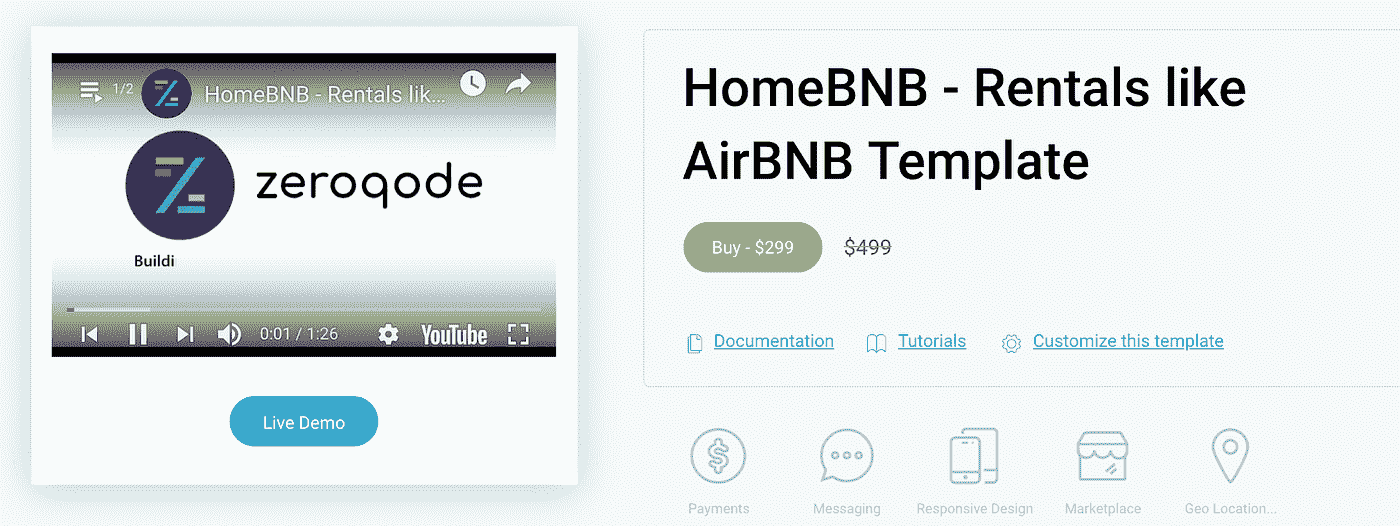 1/2
HomeBNB - Rentals lik...
zeroqode
Buildi
0:01 / 1:26
YouTube
Live Demo
HomeBNB - Rentals like
AirBNB Template
Buy - $299
$499
Documentation
Tutorials
Customize this template
Payments
Messaging
Responsive Design
Marketplace
Geo Location...